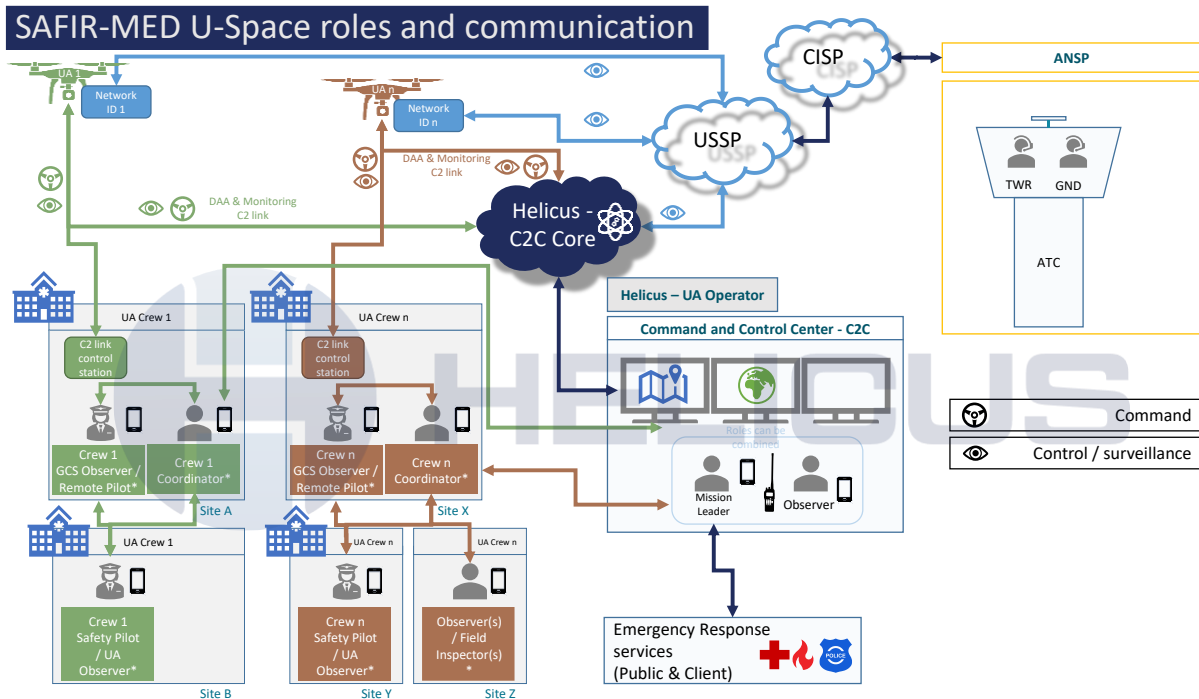 SAFIR-MED U-Space roles and communication
CISP
ANSP
UA 1
Network
ID 1
UA n
Network
ID n
USSP
TWR
GND
ATC
DAA & Monitoring
C2 link
DAA & Monitoring
C2 link
Helicus -
C2C Core
Helicus – UA Operator
Command and Control Center - C2C
UA Crew 1
UA Crew n
C2 link
control
station
C2 link
control
station
HELICUS
Command
Control / surveillance
Roles can be
combined
Crew 1
GCS Observer /
Remote Pilot*
Crew 1
Coordinator*
Crew n
GCS Observer /
Remote Pilot*
Crew n
Coordinator*
Mission
Leader
Observer
Site A
Site X
UA Crew 1
UA Crew n
UA Crew n
Crew 1
Safety Pilot
/ UA
Observer*
Crew n
Safety Pilot
/ UA
Observer*
Observer(s)
/ Field
Inspector(s)
*
Site B
Site Y
Site Z
Emergency Response
services
(Public & Client)
POLICE